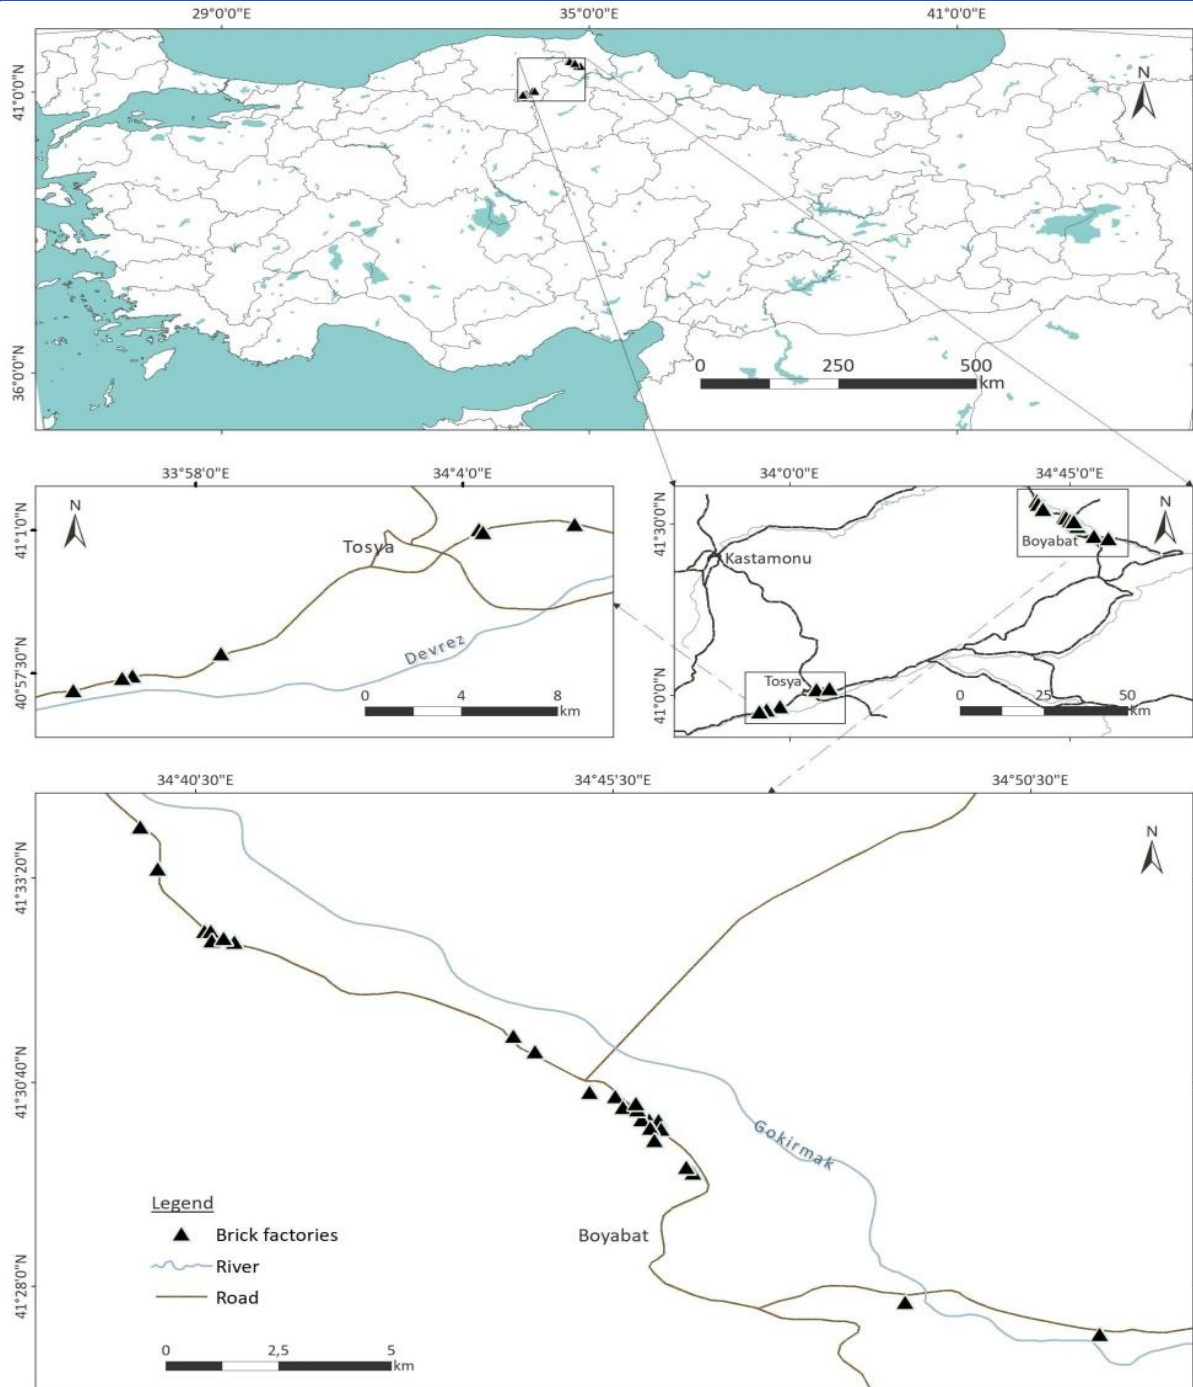 29°0'0"E 35°0'0"E 41°0'0"E
41°0'0"N
N
36°0'0"N
0 250 500
km
33°58'0"E 34°4'0"E
41°1'0"N
40°57'30"N
N
Tosya
Devrez
0 4 8
km
34°0'0"E 34°45'0"E
41°30'0"N
41°0'0"N
N
Boyabat
Kastamonu
Tosya
0 25 50
km
34°40'30"E 34°45'30"E 34°50'30"E
41°33'20"N
41°30'40"N
41°28'0"N
N
Gokirmak
Boyabat
Legend
Brick factories
River
Road
0 2,5 5
km